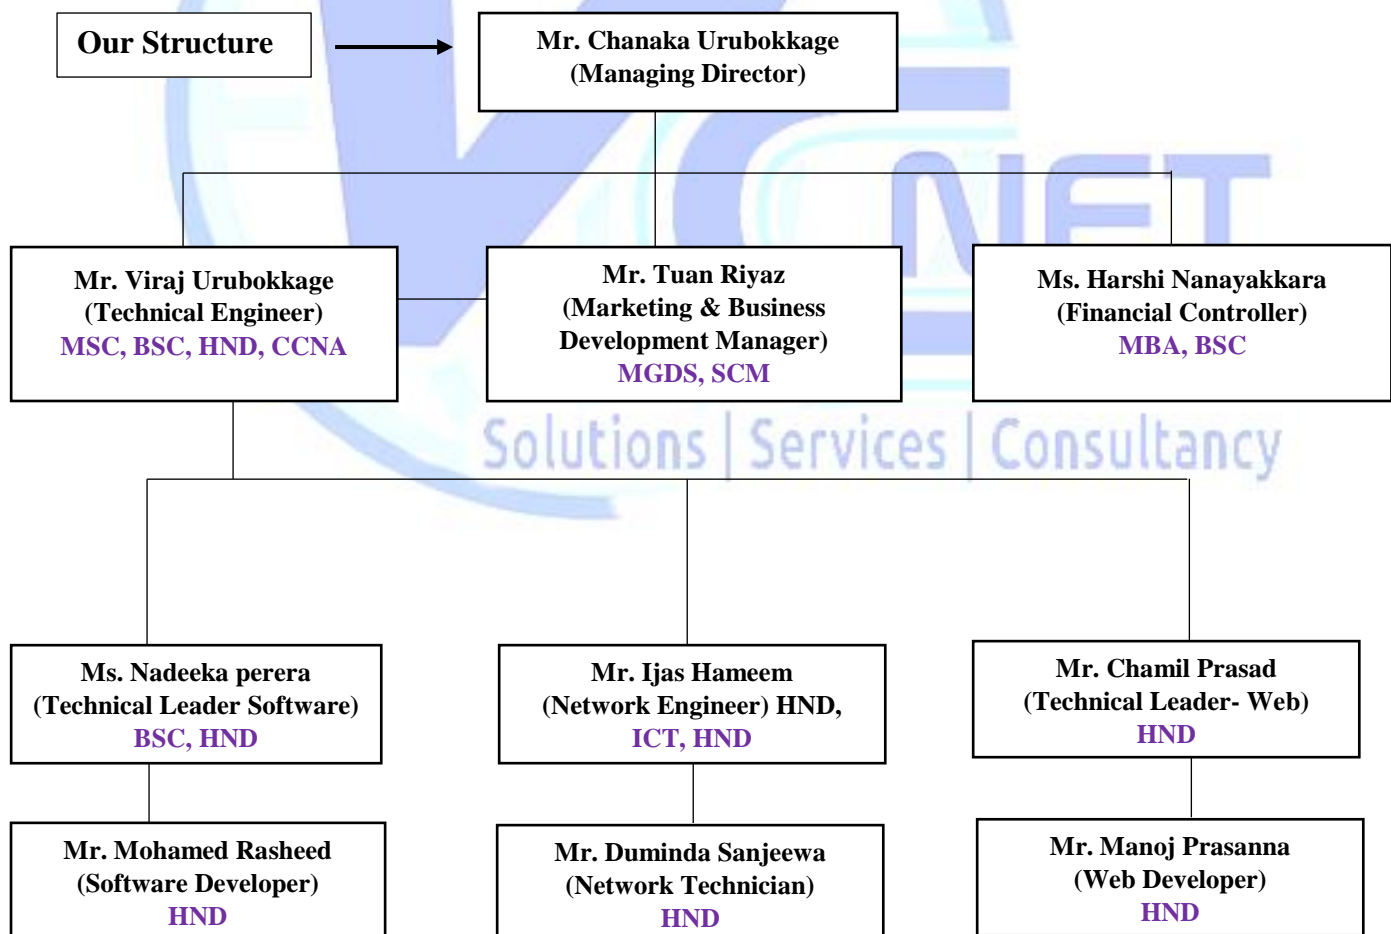 Our Structure
Mr. Chanaka Urubokkage
(Managing Director)
VC NET
Mr. Viraj Urubokkage
(Technical Engineer)
MSC, BSC, HND, CCNA
Mr. Tuan Riyaz
(Marketing & Business
Development Manager)
MGDS, SCM
Ms. Harshi Nanayakkara
(Financial Controller)
MBA, BSC
Solutions | Services | Consultancy
Ms. Nadeeka perera
(Technical Leader Software)
BSC, HND
Mr. Ijas Hameem
(Network Engineer) HND,
ICT, HND
Mr. Chamil Prasad
(Technical Leader- Web)
HND
Mr. Mohamed Rasheed
(Software Developer)
HND
Mr. Duminda Sanjeewa
(Network Technician)
HND
Mr. Manoj Prasanna
(Web Developer)
HND